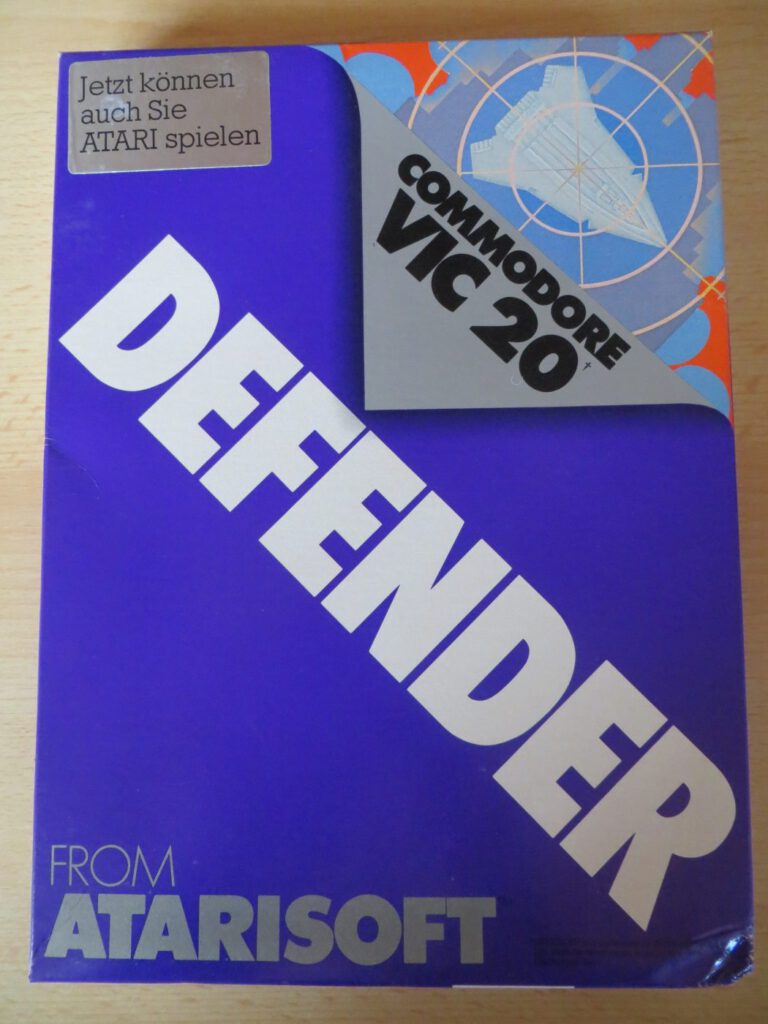 Jetzt können
auch Sie
ATARI spielen
COMMODORE
VIC 20
DEFENDER
FROM
ATARISOFT